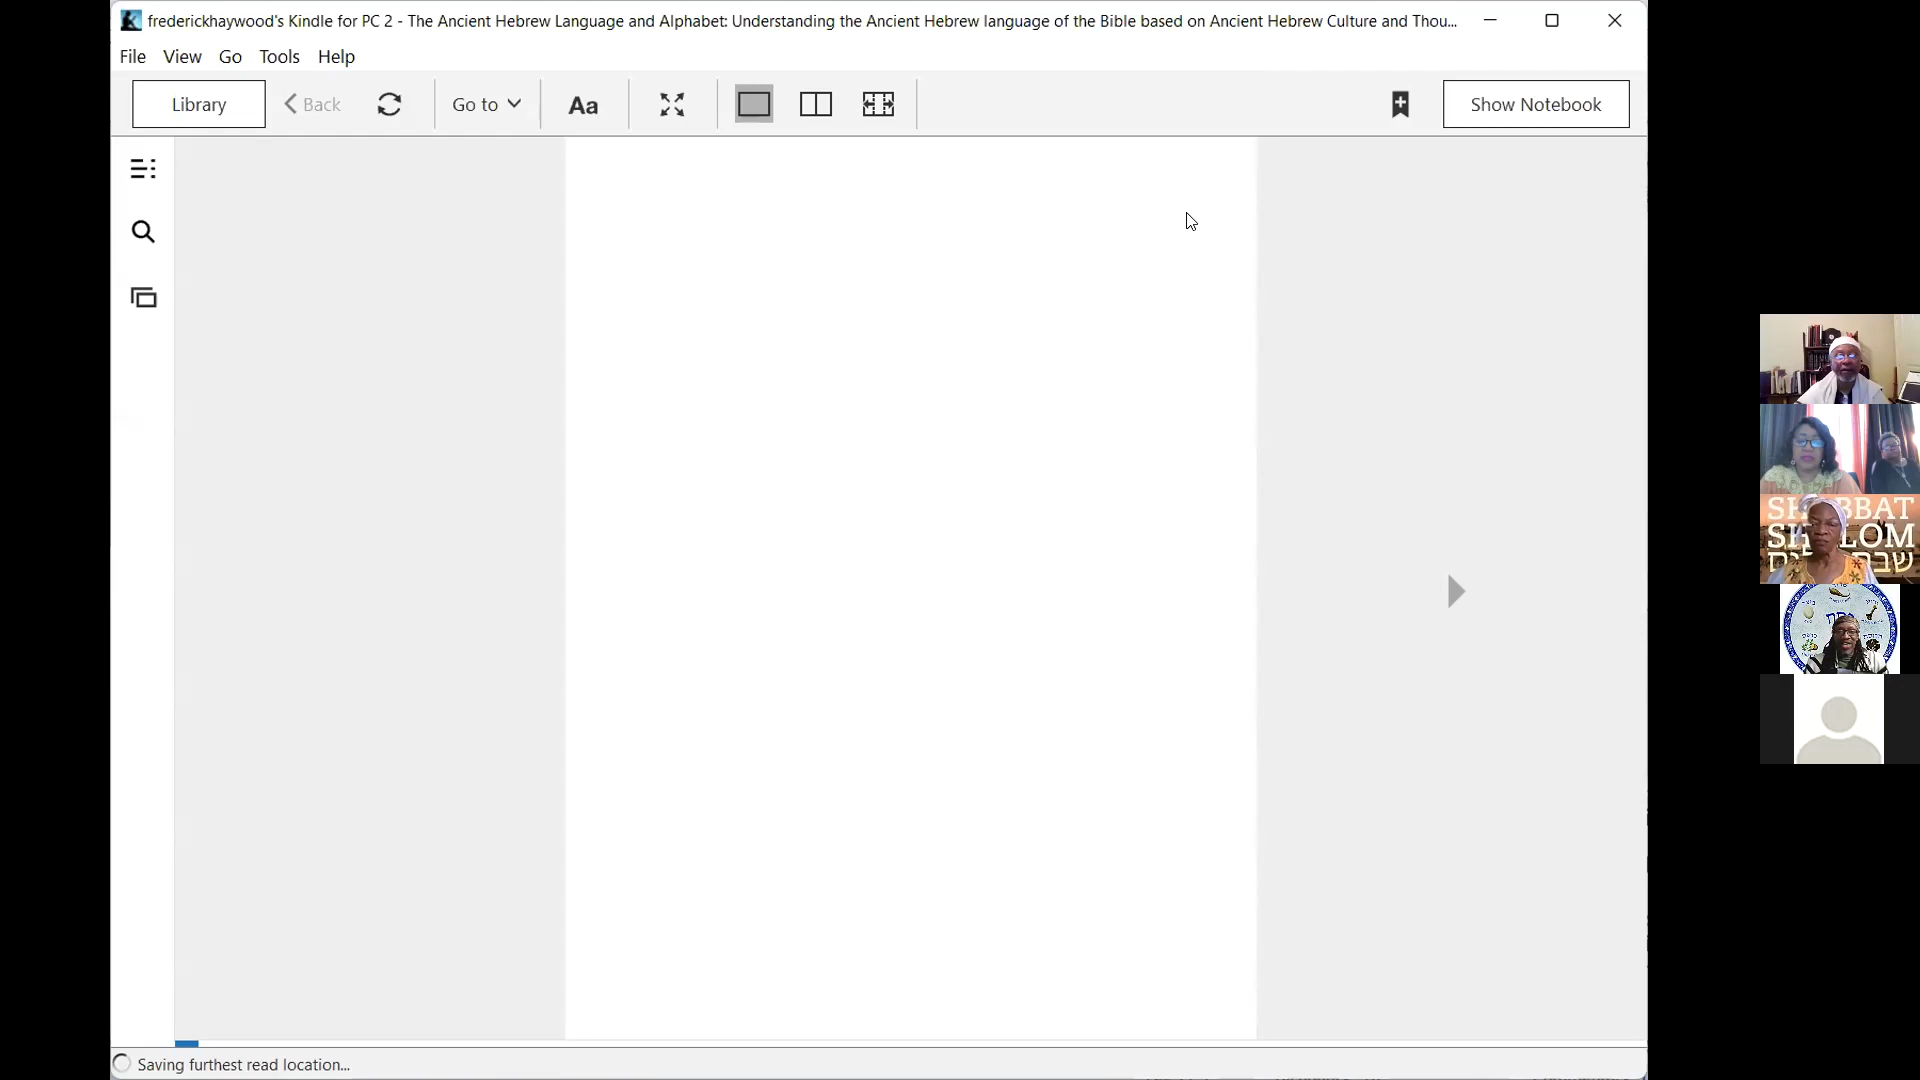 frederickhaywood's Kindle for PC 2 - The Ancient Hebrew Language and Alphabet: Understanding the Ancient Hebrew language of the Bible based on Ancient Hebrew Culture and Thou...
File View Go Tools Help
Library Back Go to Aa Show Notebook
SHABBAT
SHALOM
Saving furthest read location...